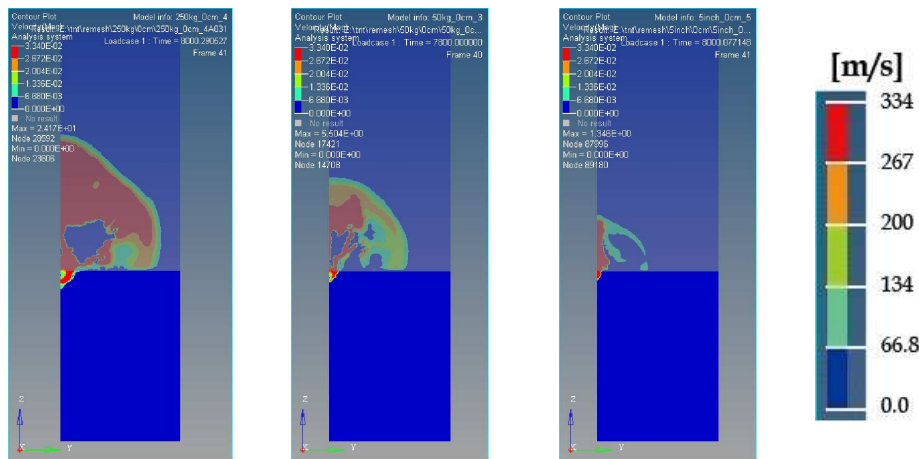 Contour Plot
Model info: 250kg_0cm_4
Analysis system
Loadcase 1 : Time = 8000.290527
Frame 41
3.340E-02
2.672E-02
2.004E-02
1.336E-02
6.680E-03
0.000E+00
No result
Max = 2.417E+01
Node 28592
Min = 0.000E+00
Node 23806
Z
X
Y
Contour Plot
Model info: 50kg_0cm_3
Analysis system
Loadcase 1 : Time = 7800.000000
Frame 40
3.340E-02
2.672E-02
2.004E-02
1.336E-02
6.680E-03
0.000E+00
No result
Max = 5.504E+00
Node 17421
Min = 0.000E+00
Node 14708
Z
X
Y
Contour Plot
Model info: 5inch_0cm_5
Analysis system
Loadcase 1 : Time = 8000.077148
Frame 41
3.340E-02
2.672E-02
2.004E-02
1.336E-02
6.680E-03
0.000E+00
No result
Max = 1.348E+00
Node 87996
Min = 0.000E+00
Node 89180
Z
X
Y
[m/s]
334
267
200
134
66.8
0.0